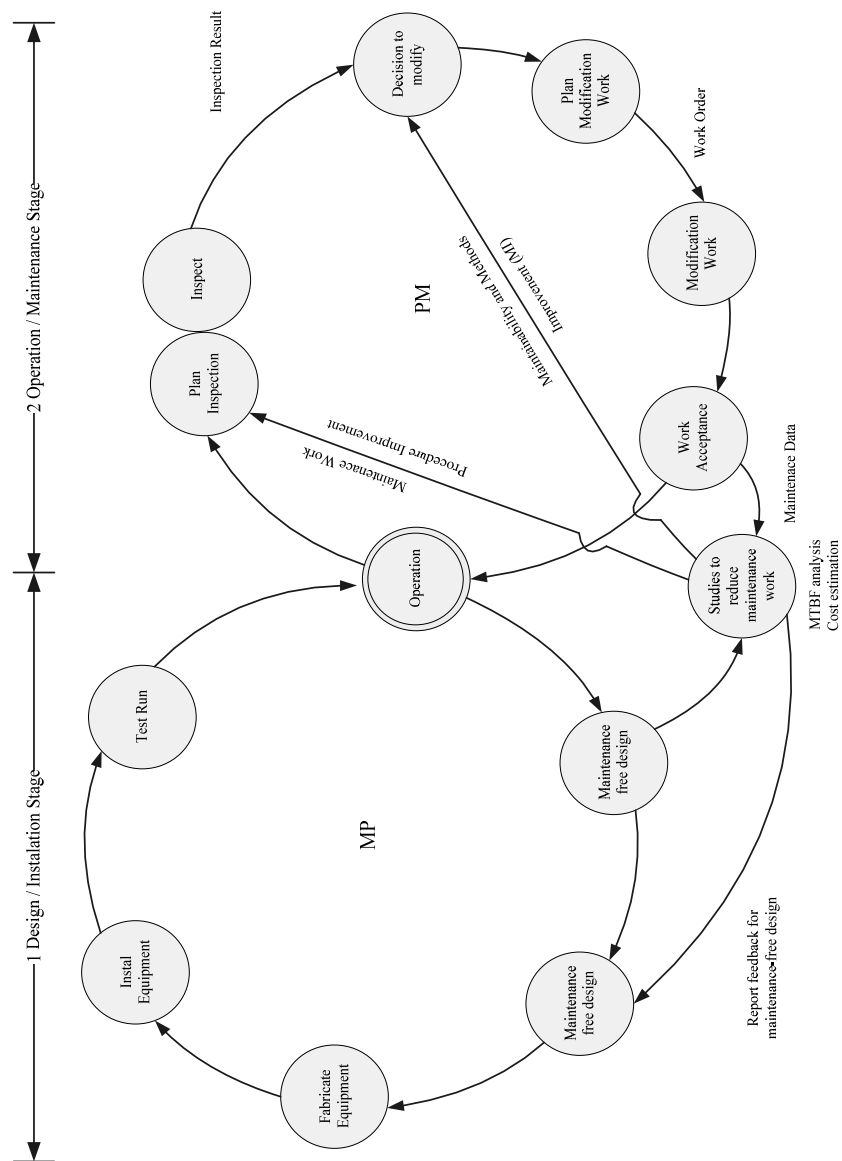 1 Design / Instalation Stage
2 Operation / Maintenance Stage
Instal
Equipment
Test Run
Plan
Inspection
Inspect
Inspection Result
Fabricate
Equipment
MP
Operation
Maintenace Work
Procedure Improvement
PM
Decision to
modify
Maintainability and Methods
Improvement (MI)
Plan
Modification
Work
Work Order
Maintenance
free design
Maintenance
free design
Work
Acceptance
Modification
Work
Studies to
reduce
maintenance
work
Maintenace Data
Report feedback for
maintenance-free design
MTBF analysis
Cost estimation